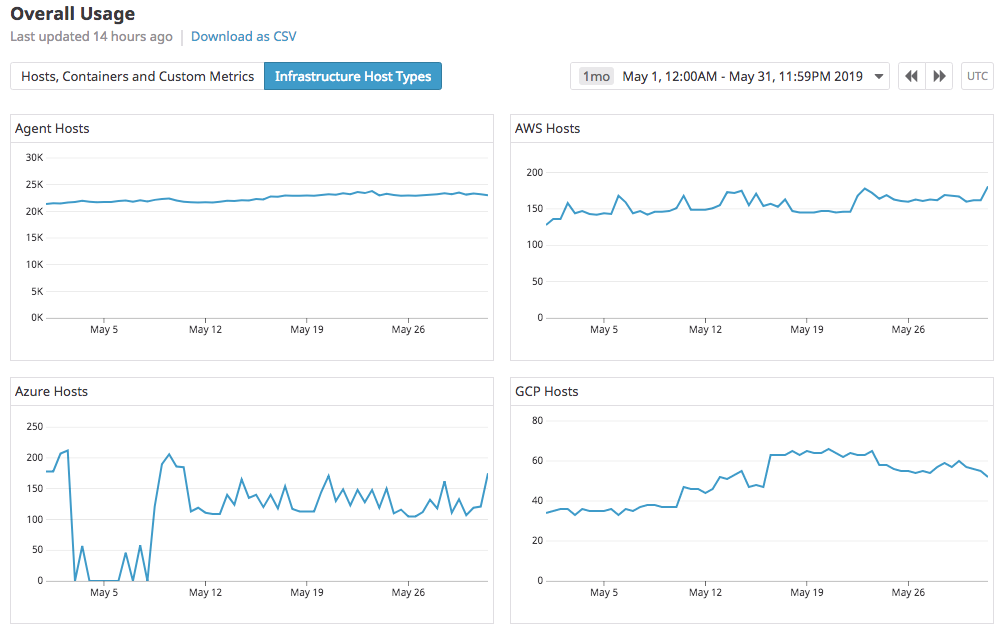 Overall Usage
Last updated 14 hours ago | Download as CSV
Hosts, Containers and Custom Metrics Infrastructure Host Types 1mo May 1, 12:00AM - May 31, 11:59PM 2019 UTC
Agent Hosts
30K
25K
20K
15K
10K
5K
0K
May 5 May 12 May 19 May 26
AWS Hosts
200
150
100
50
0
May 5 May 12 May 19 May 26
Azure Hosts
250
200
150
100
50
0
May 5 May 12 May 19 May 26
GCP Hosts
80
60
40
20
0
May 5 May 12 May 19 May 26